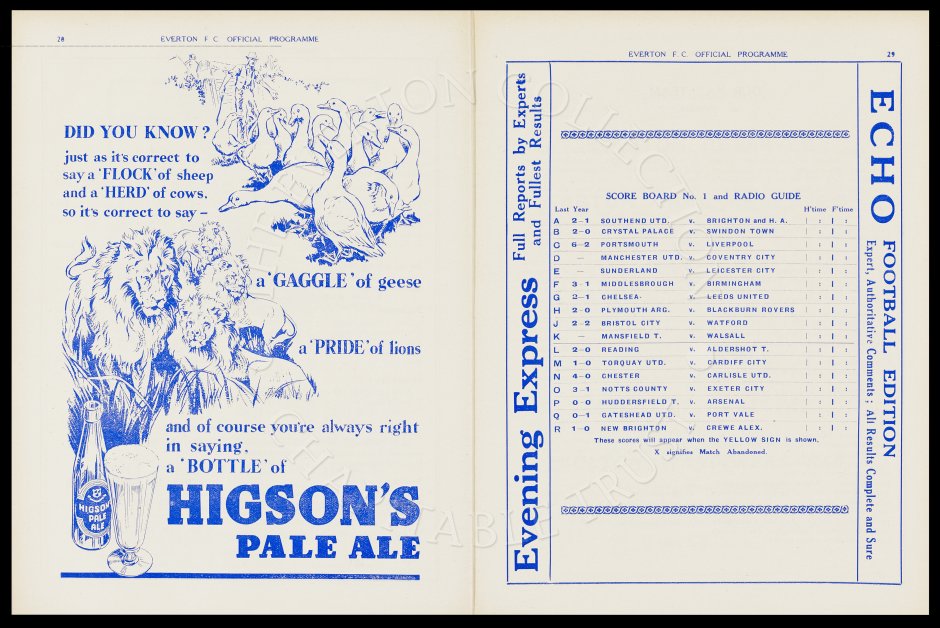 28
EVERTON F C OFFICIAL PROGRAMME
DID YOU KNOW?
just as it's correct to
say a 'FLOCK' of sheep
and a 'HERD' of cows,
so it's correct to say –
a 'GAGGLE' of geese
a 'PRIDE' of lions
and of course you're always right
in saying,
a 'BOTTLE' of
HIGSON'S
PALE ALE
HIGSON'S
PALE
ALE
EVERTON F C OFFICIAL PROGRAMME
29
Evening Express Full Reports by Experts
and Fullest Results
SCORE BOARD No. 1 and RADIO GUIDE
Last Year H'time F'time
A 2-1 SOUTHEND UTD. v. BRIGHTON and H. A. | : | :
B 2-0 CRYSTAL PALACE v. SWINDON TOWN | : | :
C 6-2 PORTSMOUTH v. LIVERPOOL | : | :
D – MANCHESTER UTD. v. COVENTRY CITY | : | :
E – SUNDERLAND v. LEICESTER CITY | : | :
F 3-1 MIDDLESBROUGH v. BIRMINGHAM | : | :
G 2-1 CHELSEA v. LEEDS UNITED | : | :
H 2-0 PLYMOUTH ARG. v. BLACKBURN ROVERS | : | :
J 2-2 BRISTOL CITY v. WATFORD | : | :
K – MANSFIELD T. v. WALSALL | : | :
L 2-0 READING v. ALDERSHOT T. | : | :
M 1-0 TORQUAY UTD. v. CARDIFF CITY | : | :
N 4-0 CHESTER v. CARLISLE UTD. | : | :
O 3-1 NOTTS COUNTY v. EXETER CITY | : | :
P 0-0 HUDDERSFIELD T. v. ARSENAL | : | :
Q 0-1 GATESHEAD UTD. v. PORT VALE | : | :
R 1-0 NEW BRIGHTON v. CREWE ALEX. | : | :
These scores will appear when the YELLOW SIGN is shown.
X signifies Match Abandoned.
ECHO FOOTBALL EDITION
Expert, Authoritative Comments; All Results Complete and Sure